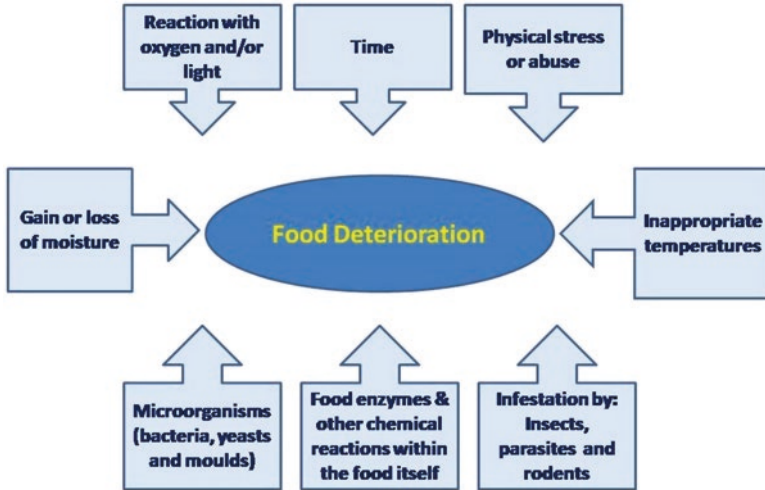 Reaction with
oxygen and/or
light
Time
Physical stress
or abuse
Gain or loss
of moisture
Food Deterioration
Inappropriate
temperatures
Microorganisms
(bacteria, yeasts
and moulds)
Food enzymes &
other chemical
reactions within
the food itself
Infestation by:
Insects,
parasites and
rodents